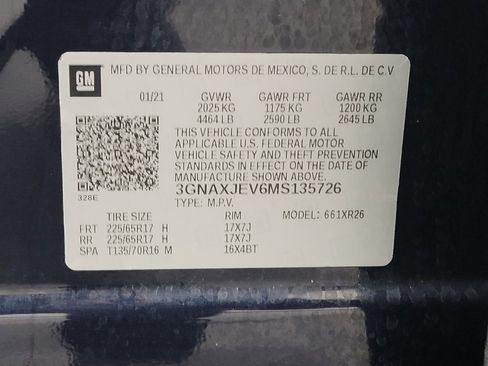 GM
MFD BY GENERAL MOTORS DE MEXICO, S. DE R.L. DE C.V
01/21 GVWR GAWR FRT GAWR RR
2025 KG 1175 KG 1200 KG
4464 LB 2590 LB 2645 LB
THIS VEHICLE CONFORMS TO ALL
APPLICABLE U.S. FEDERAL MOTOR
VEHICLE SAFETY AND THEFT PREVENTION
STANDARDS IN EFFECT ON THE DATE OF
MANUFACTURE SHOWN ABOVE.
3GNAXJEV6MS135726
328E TYPE: M.P.V.
TIRE SIZE RIM MODEL: 661XR26
FRT 225/65R17 H 17X7J
RR 225/65R17 H 17X7J
SPA T135/70R16 M 16X4BT